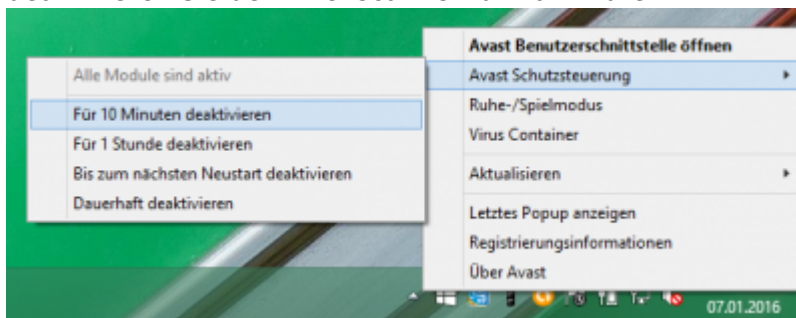 Avast Benutzerschnittstelle öffnen
Avast Schutzsteuerung
Ruhe-/Spielmodus
Virus Container
Aktualisieren
Letztes Popup anzeigen
Registrierungsinformationen
Über Avast
Alle Module sind aktiv
Für 10 Minuten deaktivieren
Für 1 Stunde deaktivieren
Bis zum nächsten Neustart deaktivieren
Dauerhaft deaktivieren
07.01.2016